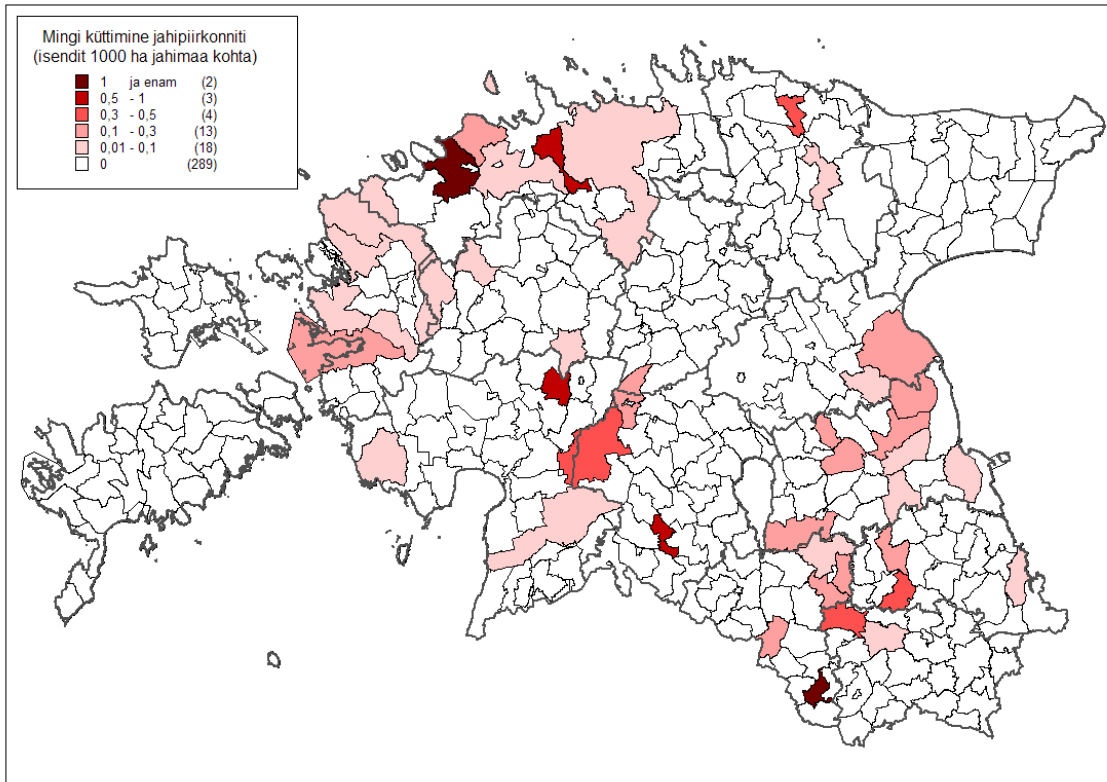 Mingi küttimine jahipiirkonniti
(isendit 1000 ha jahimaa kohta)
1 ja enam (2)
0,5 - 1 (3)
0,3 - 0,5 (4)
0,1 - 0,3 (13)
0,01 - 0,1 (18)
0 (289)